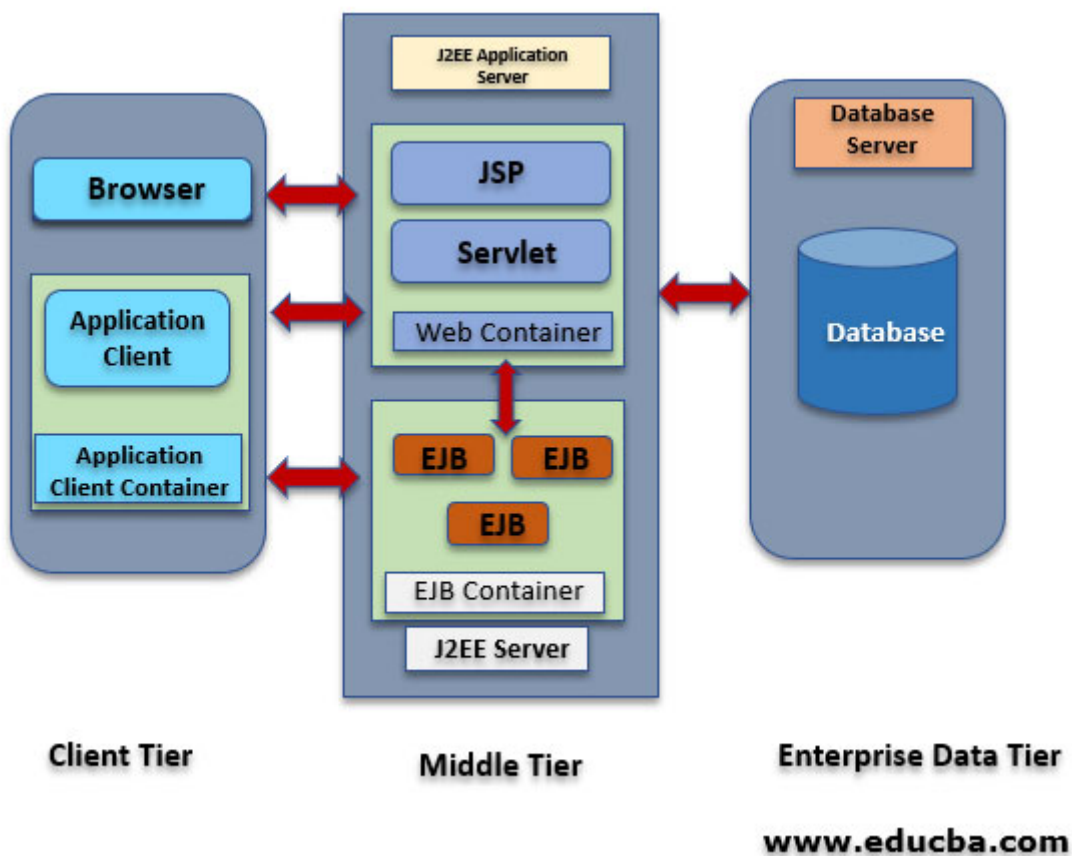 J2EE Application
Server
JSP
Servlet
Web Container
EJB
EJB
EJB
EJB Container
J2EE Server
Browser
Application
Client
Application
Client Container
Database
Server
Database
Client Tier
Middle Tier
Enterprise Data Tier
www.educba.com